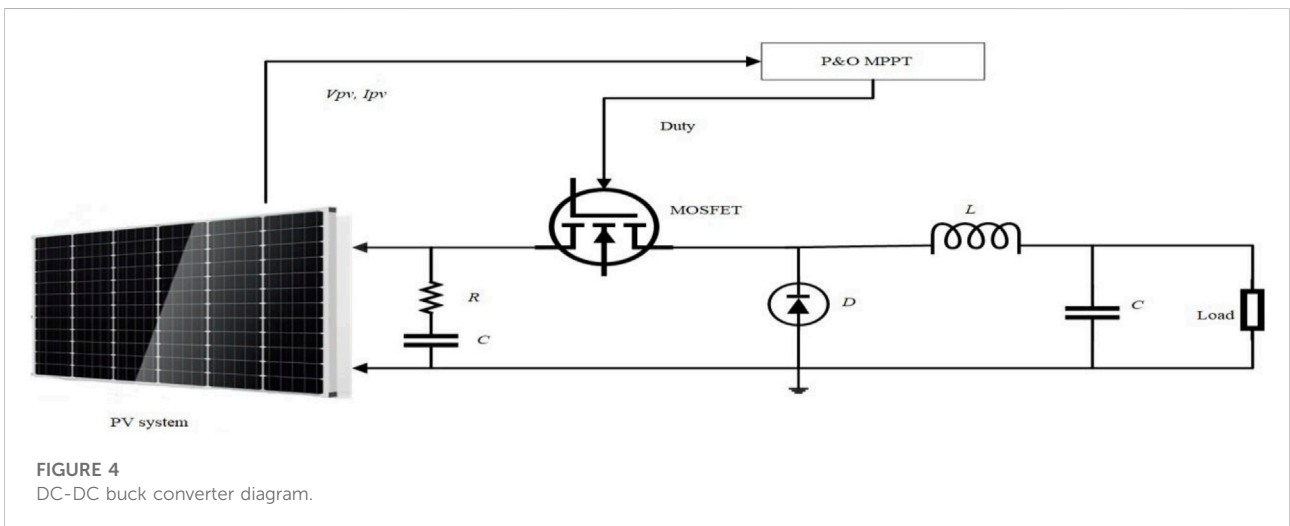 P&O MPPT
Vpv, Ipv
Duty
MOSFET
L
R
D
C
C
Load
PV system
FIGURE 4
DC-DC buck converter diagram.